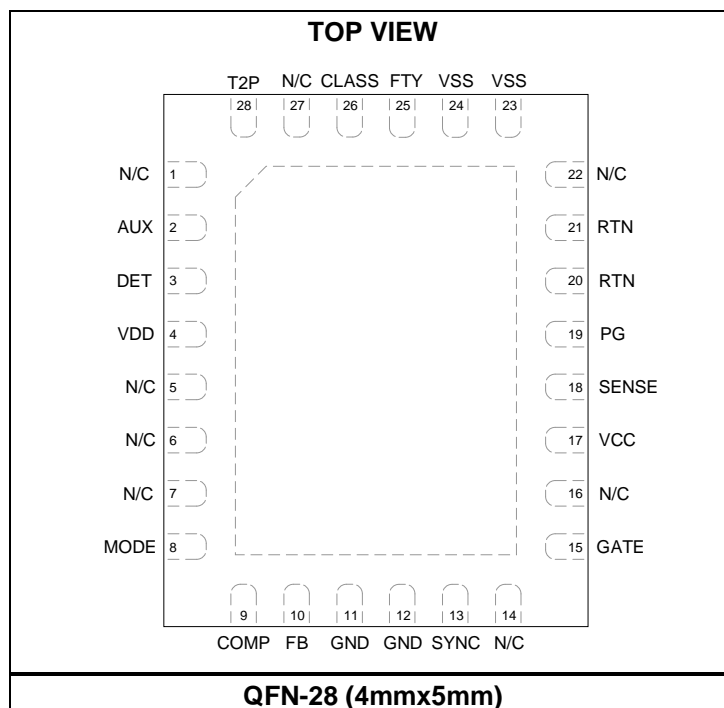 TOP VIEW
T2P N/C CLASS FTY VSS VSS
28 27 26 25 24 23
N/C 1 22 N/C
AUX 2 21 RTN
DET 3 20 RTN
VDD 4 19 PG
N/C 5 18 SENSE
N/C 6 17 VCC
N/C 7 16 N/C
MODE 8 15 GATE
9 10 11 12 13 14
COMP FB GND GND SYNC N/C
QFN-28 (4mmx5mm)